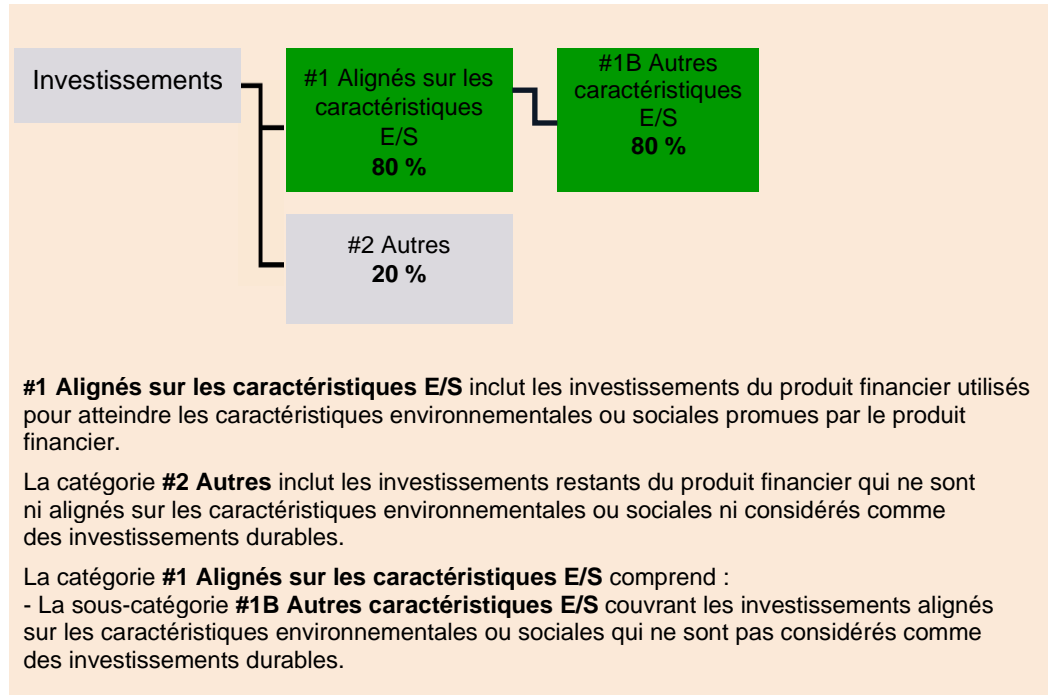 Investissements
#1 Alignés sur les
caractéristiques
E/S
80 %
#1B Autres
caractéristiques
E/S
80 %
#2 Autres
20 %
#1 Alignés sur les caractéristiques E/S inclut les investissements du produit financier utilisés
pour atteindre les caractéristiques environnementales ou sociales promues par le produit
financier.
La catégorie #2 Autres inclut les investissements restants du produit financier qui ne sont
ni alignés sur les caractéristiques environnementales ou sociales ni considérés comme
des investissements durables.
La catégorie #1 Alignés sur les caractéristiques E/S comprend :
- La sous-catégorie #1B Autres caractéristiques E/S couvrant les investissements alignés
sur les caractéristiques environnementales ou sociales qui ne sont pas considérés comme
des investissements durables.